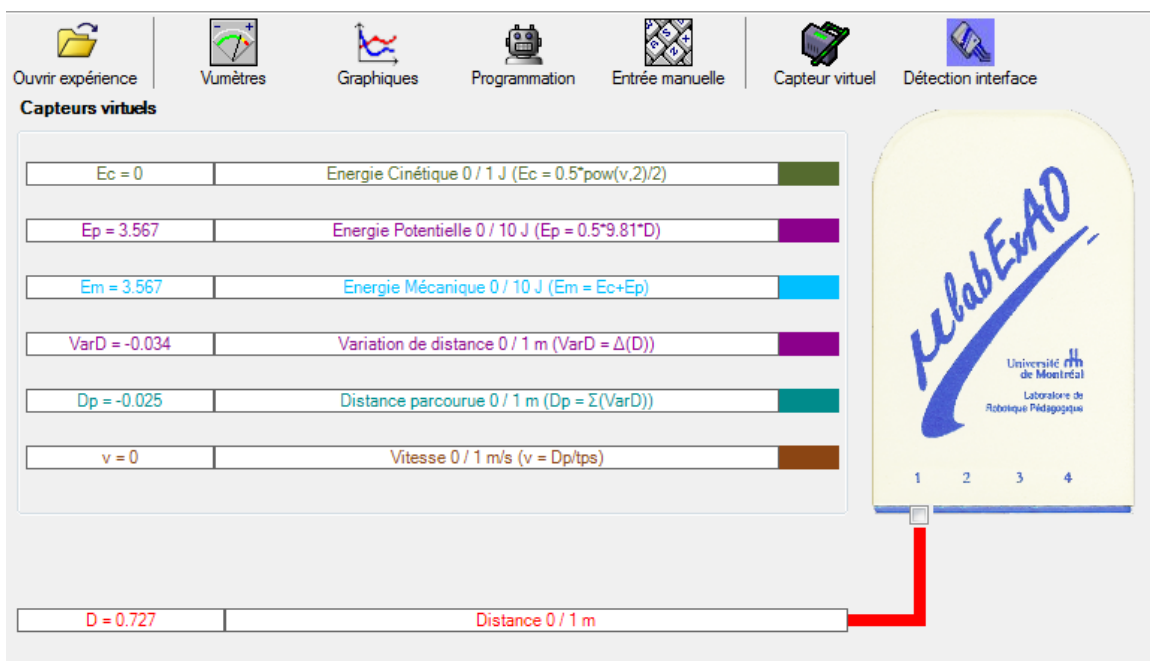 Ouvrir expérience
Vumètres
Graphiques
Programmation
Entrée manuelle
Capteur virtuel
Détection interface
Capteurs virtuels
Ec = 0 Energie Cinétique 0 / 1 J (Ec = 0.5*pow(v,2)/2)
Ep = 3.567 Energie Potentielle 0 / 10 J (Ep = 0.5*9.81*D)
Em = 3.567 Energie Mécanique 0 / 10 J (Em = Ec+Ep)
VarD = -0.034 Variation de distance 0 / 1 m (VarD = Δ(D))
Dp = -0.025 Distance parcourue 0 / 1 m (Dp = Σ(VarD))
v = 0 Vitesse 0 / 1 m/s (v = Dp/tps)
µlabExAO
Université
de Montréal
Laboratoire de
Robotique Pédagogique
1 2 3 4
D = 0.727 Distance 0 / 1 m